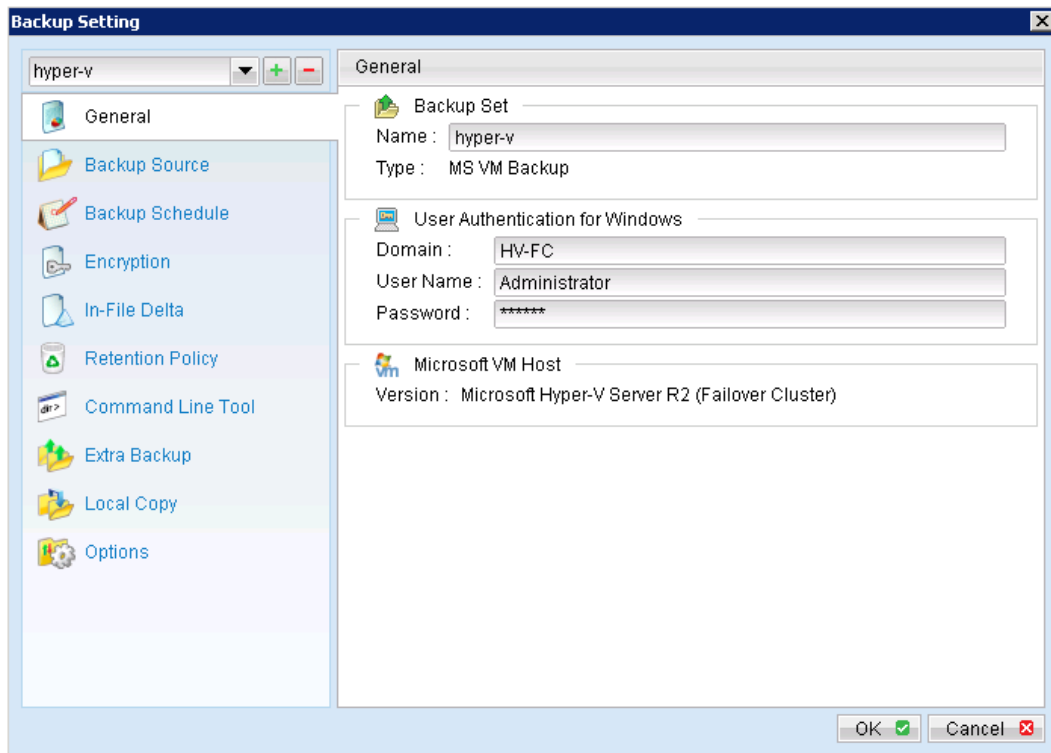 Backup Setting
hyper-v
General
Backup Source
Backup Schedule
Encryption
In-File Delta
Retention Policy
Command Line Tool
Extra Backup
Local Copy
Options
General
Backup Set
Name : hyper-v
Type : MS VM Backup
User Authentication for Windows
Domain : HV-FC
User Name : Administrator
Password : ******
Microsoft VM Host
Version : Microsoft Hyper-V Server R2 (Failover Cluster)
OK
Cancel